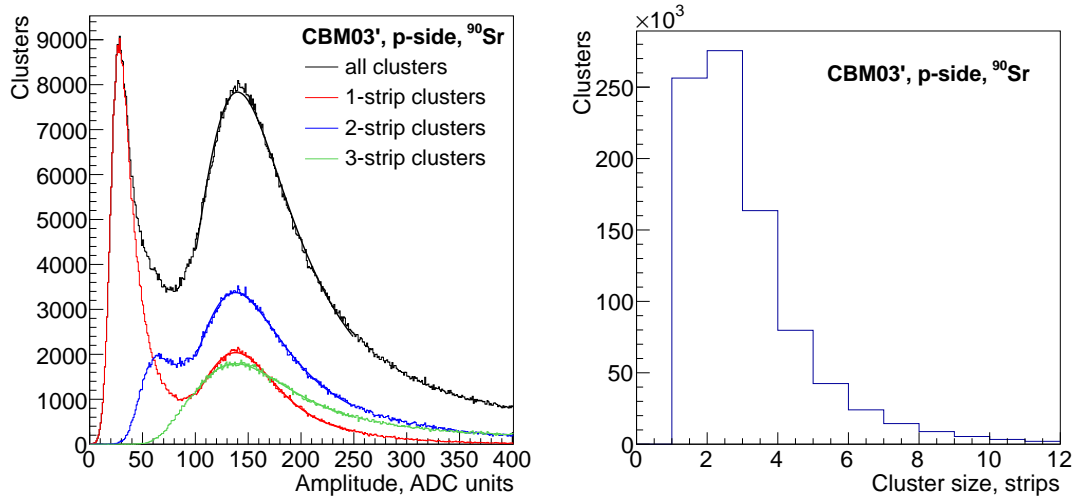 CBM03', p-side, ⁹⁰Sr
all clusters
1-strip clusters
2-strip clusters
3-strip clusters
Clusters
9000
8000
7000
6000
5000
4000
3000
2000
1000
0
0 50 100 150 200 250 300 350 400
Amplitude, ADC units
×10³
CBM03', p-side, ⁹⁰Sr
Clusters
250
200
150
100
50
0
0 2 4 6 8 10 12
Cluster size, strips